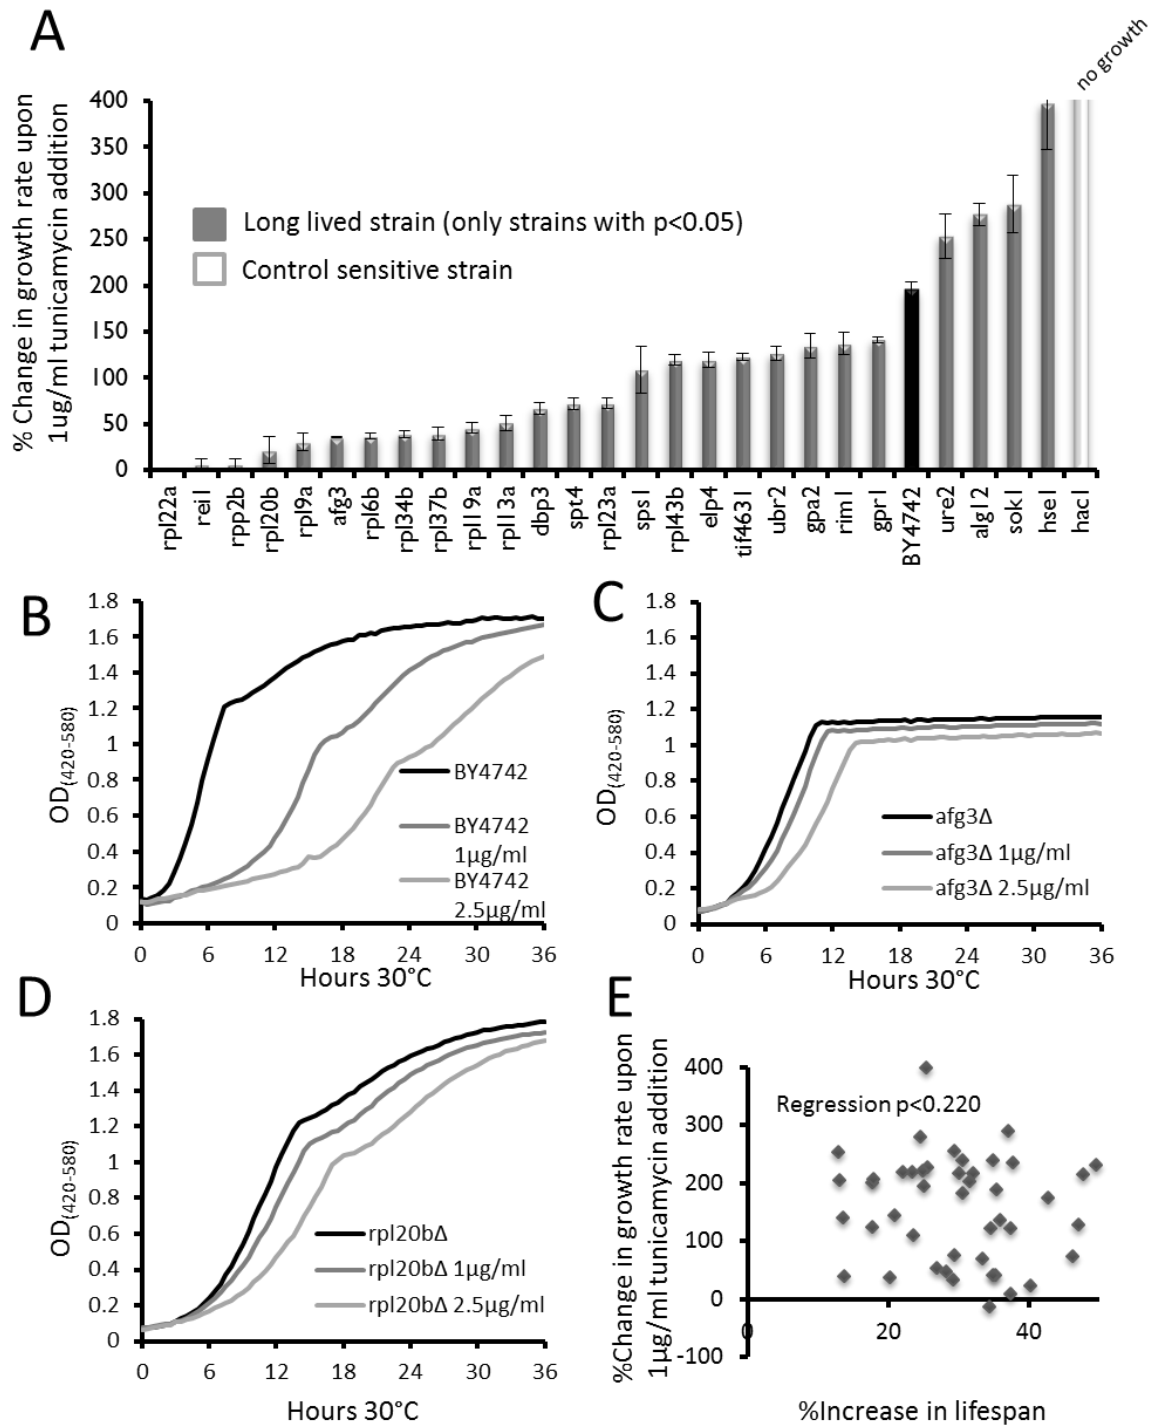 A
no growth
% Change in growth rate upon
1ug/ml tunicamycin addition
400
350
300
250
200
150
100
50
0
Long lived strain (only strains with p<0.05)
Control sensitive strain
rpl22a
rei1
rpp2b
rpl20b
rpl9a
afg3
rpl6b
rpl34b
rpl37b
rpl19a
rpl13a
dbp3
spt4
rpl23a
sps1
rpl43b
elp4
tif4631
ubr2
gpa2
rim1
gpr1
BY4742
ure2
alg12
sok1
hse1
hac1
B
OD(420-580)
1.8
1.6
1.4
1.2
1
0.8
0.6
0.4
0.2
0
BY4742
BY4742
1µg/ml
BY4742
2.5µg/ml
0 6 12 18 24 30 36
Hours 30°C
C
OD(420-580)
1.8
1.6
1.4
1.2
1
0.8
0.6
0.4
0.2
0
afg3Δ
afg3Δ 1µg/ml
afg3Δ 2.5µg/ml
0 6 12 18 24 30 36
Hours 30°C
D
OD(420-580)
1.8
1.6
1.4
1.2
1
0.8
0.6
0.4
0.2
0
rpl20bΔ
rpl20bΔ 1µg/ml
rpl20bΔ 2.5µg/ml
0 6 12 18 24 30 36
Hours 30°C
E
%Change in growth rate upon
1µg/ml tunicamycin addition
400
300
200
100
0
-100
Regression p<0.220
0 20 40
%Increase in lifespan